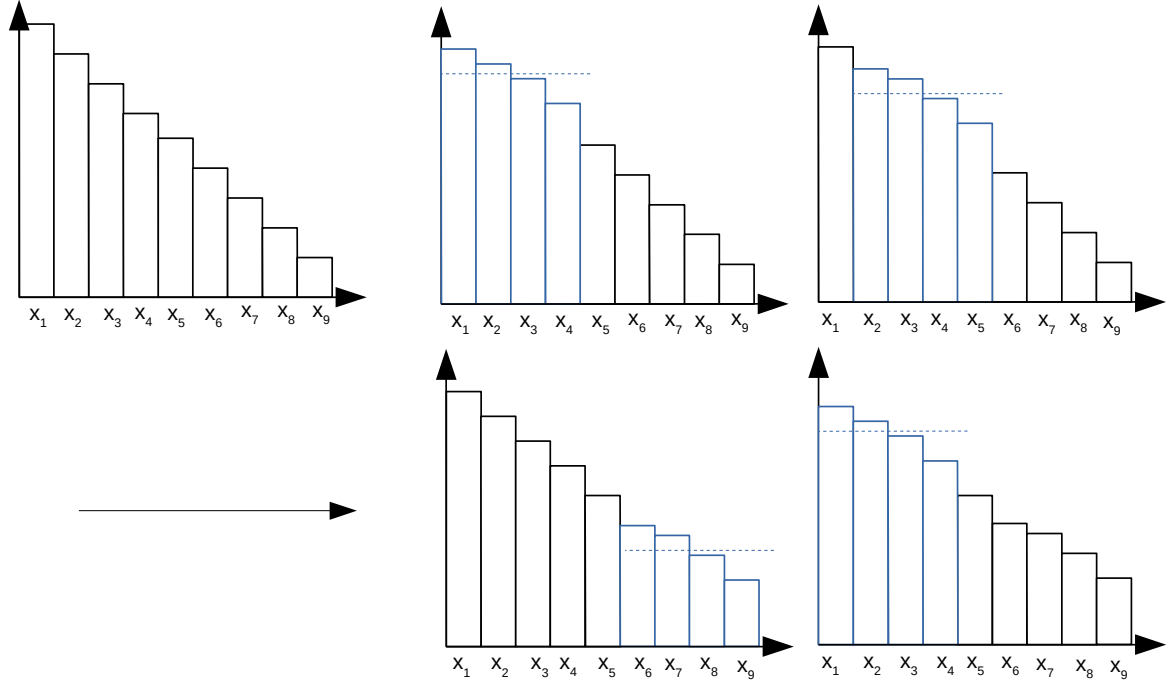 x₁ x₂ x₃ x₄ x₅ x₆ x₇ x₈ x₉
x₁ x₂ x₃ x₄ x₅ x₆ x₇ x₈ x₉
x₁ x₂ x₃ x₄ x₅ x₆ x₇ x₈ x₉
x₁ x₂ x₃ x₄ x₅ x₆ x₇ x₈ x₉
x₁ x₂ x₃ x₄ x₅ x₆ x₇ x₈ x₉